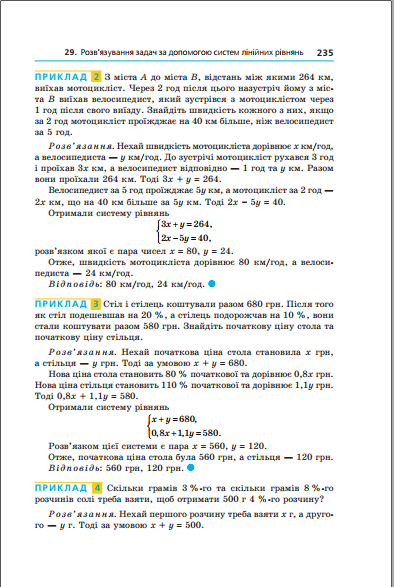 29. Розв'язування задач за допомогою систем лінійних рівнянь 235
ПРИКЛАД 2 З міста A до міста B, відстань між якими 264 км,
виїхав мотоцикліст. Через 2 год після цього назустріч йому з міс-
та B виїхав велосипедист, який зустрівся з мотоциклістом через
1 год після свого виїзду. Знайдіть швидкість кожного з них, якщо
за 2 год мотоцикліст проїжджає на 40 км більше, ніж велосипедист
за 5 год.
Розв'язання. Нехай швидкість мотоцикліста дорівнює x км/год,
а велосипедиста — y км/год. До зустрічі мотоцикліст рухався 3 год
і проїхав 3x км, а велосипедист відповідно — 1 год та y км. Разом
вони проїхали 264 км. Тоді 3x + y = 264.
Велосипедист за 5 год проїжджає 5y км, а мотоцикліст за 2 год —
2x км, що на 40 км більше за 5y км. Тоді 2x − 5y = 40.
Отримали систему рівнянь
3x + y = 264,
2x − 5y = 40,
розв'язком якої є пара чисел x = 80, y = 24.
Отже, швидкість мотоцикліста дорівнює 80 км/год, а велоси-
педиста — 24 км/год.
Відповідь: 80 км/год, 24 км/год.
ПРИКЛАД 3 Стіл і стілець коштували разом 680 грн. Після того
як стіл подешевшав на 20 %, а стілець подорожчав на 10 %, вони
стали коштувати разом 580 грн. Знайдіть початкову ціну стола та
початкову ціну стільця.
Розв'язання. Нехай початкова ціна стола становила x грн,
а стільця — y грн. Тоді за умовою x + y = 680.
Нова ціна стола становить 80 % початкової та дорівнює 0,8x грн.
Нова ціна стільця становить 110 % початкової та дорівнює 1,1y грн.
Тоді 0,8x + 1,1y = 580.
Отримали систему рівнянь
x + y = 680,
0,8x + 1,1y = 580.
Розв'язком цієї системи є пара x = 560, y = 120.
Отже, початкова ціна стола була 560 грн, а стільця — 120 грн.
Відповідь: 560 грн, 120 грн.
ПРИКЛАД 4 Скільки грамів 3 %-го та скільки грамів 8 %-го
розчинів солі треба взяти, щоб отримати 500 г 4 %-го розчину?
Розв'язання. Нехай першого розчину треба взяти x г, а друго-
го — y г. Тоді за умовою x + y = 500.